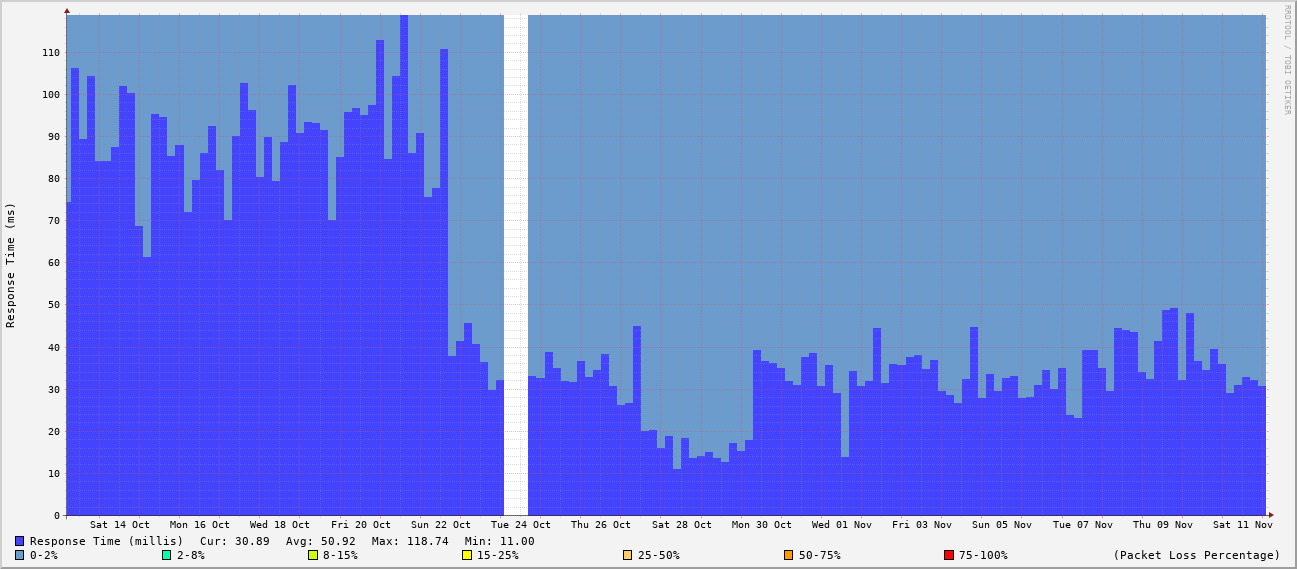 RRDTOOL / TOBI OETIKER
Response Time (ms)
110
100
90
80
70
60
50
40
30
20
10
0
Sat 14 Oct Mon 16 Oct Wed 18 Oct Fri 20 Oct Sun 22 Oct Tue 24 Oct Thu 26 Oct Sat 28 Oct Mon 30 Oct Wed 01 Nov Fri 03 Nov Sun 05 Nov Tue 07 Nov Thu 09 Nov Sat 11 Nov
Response Time (millis) Cur: 30.89 Avg: 50.92 Max: 118.74 Min: 11.00
0-2% 2-8% 8-15% 15-25% 25-50% 50-75% 75-100% (Packet Loss Percentage)